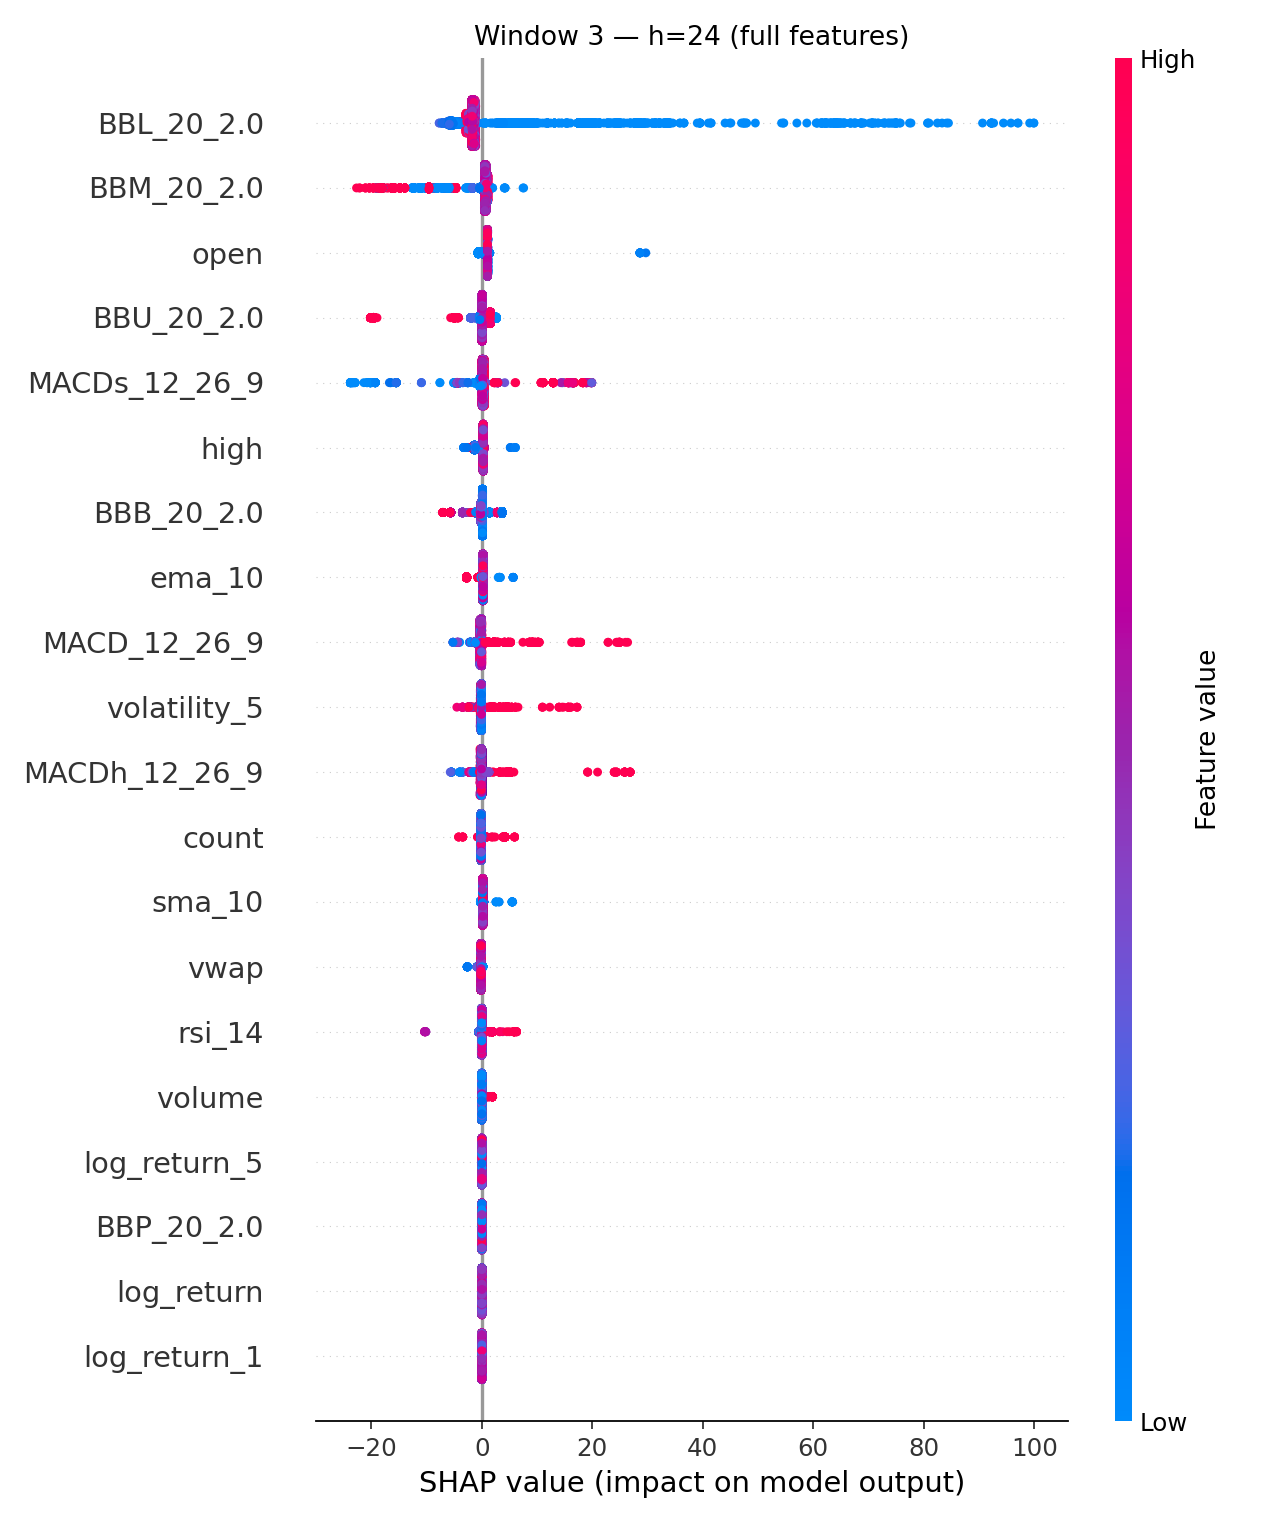 Window 3 — h=24 (full features)
High
BBL_20_2.0
BBM_20_2.0
open
BBU_20_2.0
MACDs_12_26_9
high
BBB_20_2.0
ema_10
MACD_12_26_9
volatility_5
MACDh_12_26_9
count
sma_10
vwap
rsi_14
volume
log_return_5
BBP_20_2.0
log_return
log_return_1
Feature value
Low
−20 0 20 40 60 80 100
SHAP value (impact on model output)